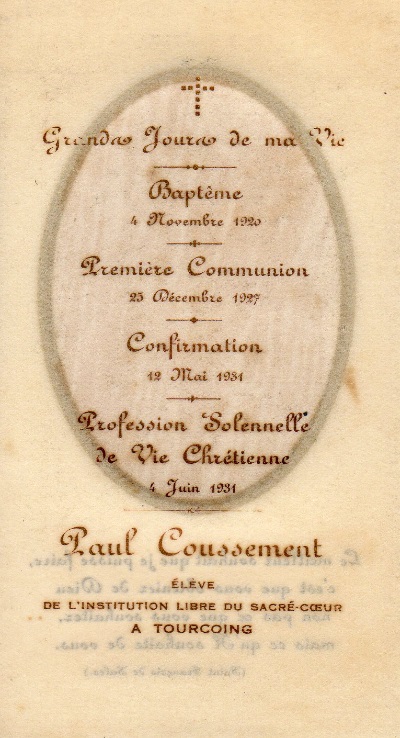 Grands Jours de ma Vie
Baptême
4 Novembre 1920
Première Communion
25 Décembre 1927
Confirmation
12 Mai 1931
Profession Solennelle
de Vie Chrétienne
4 Juin 1931
Paul Coussement
ÉLÈVE
DE L'INSTITUTION LIBRE DU SACRÉ-CŒUR
A TOURCOING